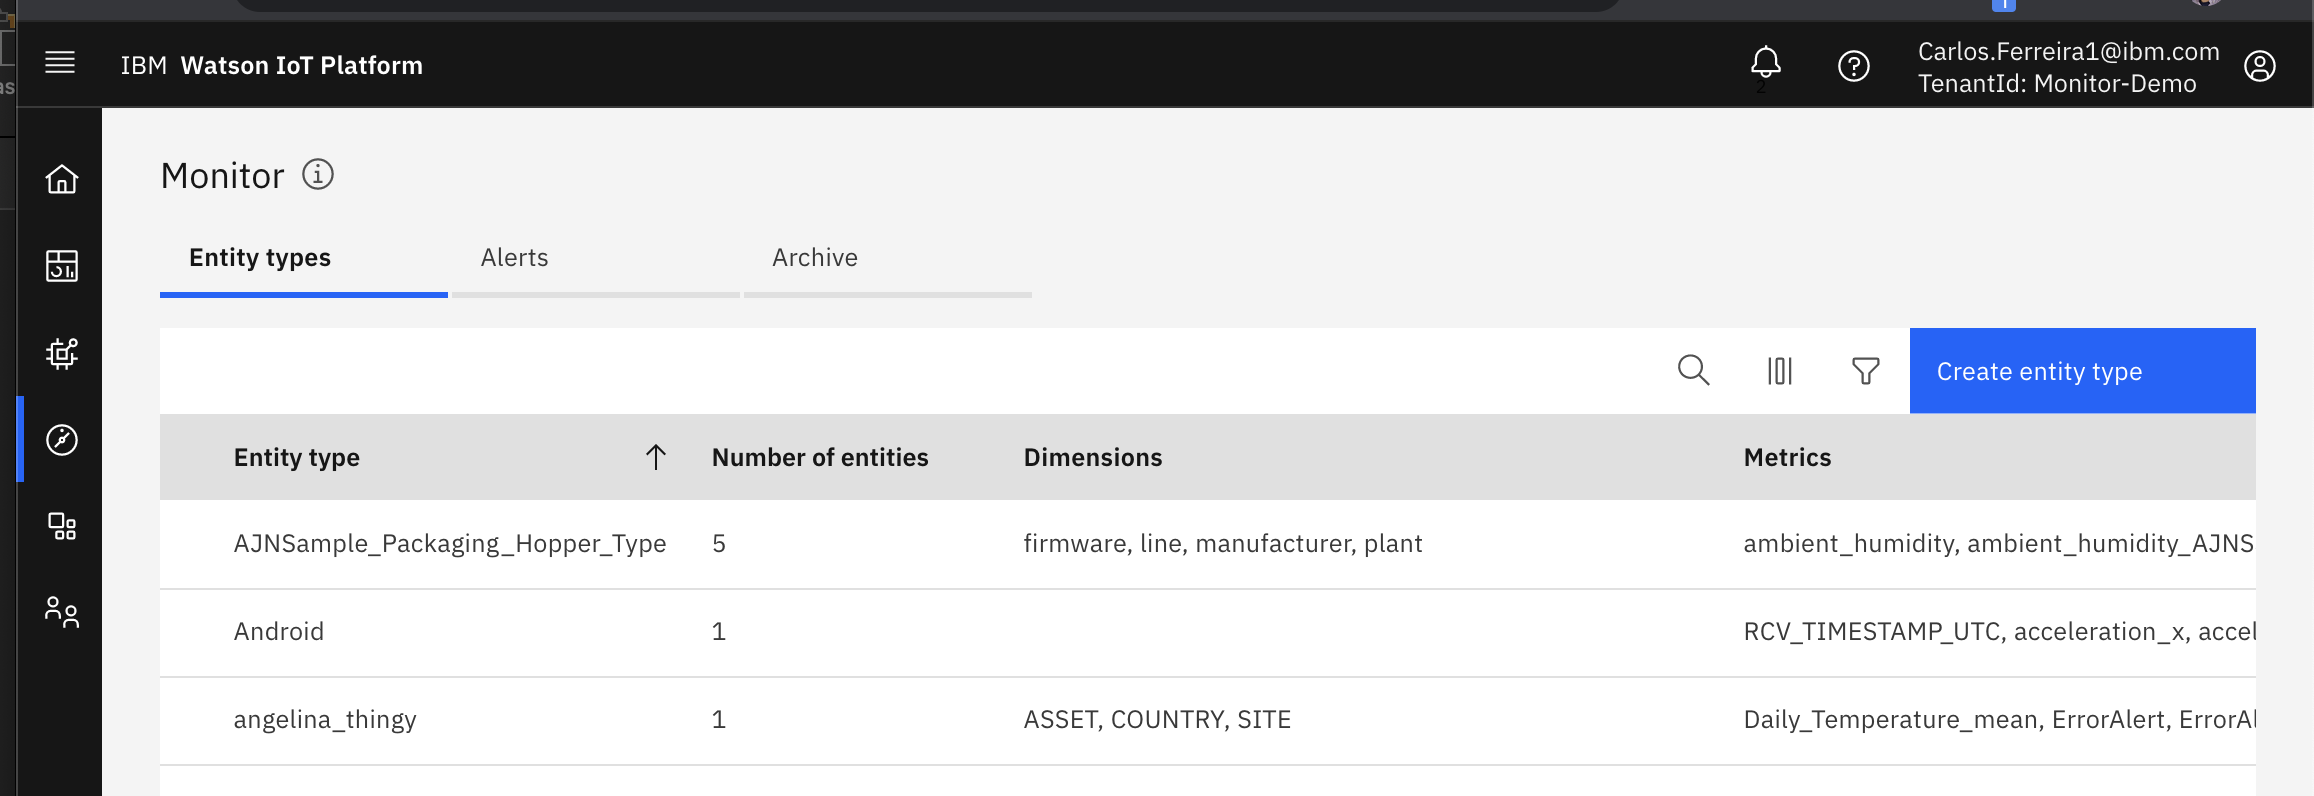 IBM Watson IoT Platform
2
Carlos.Ferreira1@ibm.com
TenantId: Monitor-Demo
Monitor
Entity types Alerts Archive
Create entity type
Entity type Number of entities Dimensions Metrics
AJNSample_Packaging_Hopper_Type 5 firmware, line, manufacturer, plant ambient_humidity, ambient_humidity_AJNS
Android 1 RCV_TIMESTAMP_UTC, acceleration_x, accel
angelina_thingy 1 ASSET, COUNTRY, SITE Daily_Temperature_mean, ErrorAlert, ErrorAl